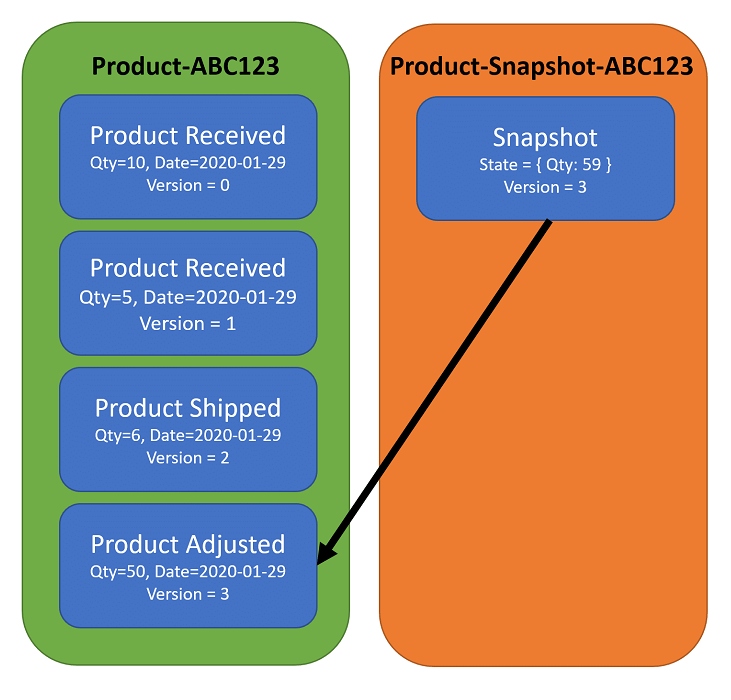 Product-ABC123
Product Received
Qty=10, Date=2020-01-29
Version = 0
Product Received
Qty=5, Date=2020-01-29
Version = 1
Product Shipped
Qty=6, Date=2020-01-29
Version = 2
Product Adjusted
Qty=50, Date=2020-01-29
Version = 3
Product-Snapshot-ABC123
Snapshot
State = { Qty: 59 }
Version = 3